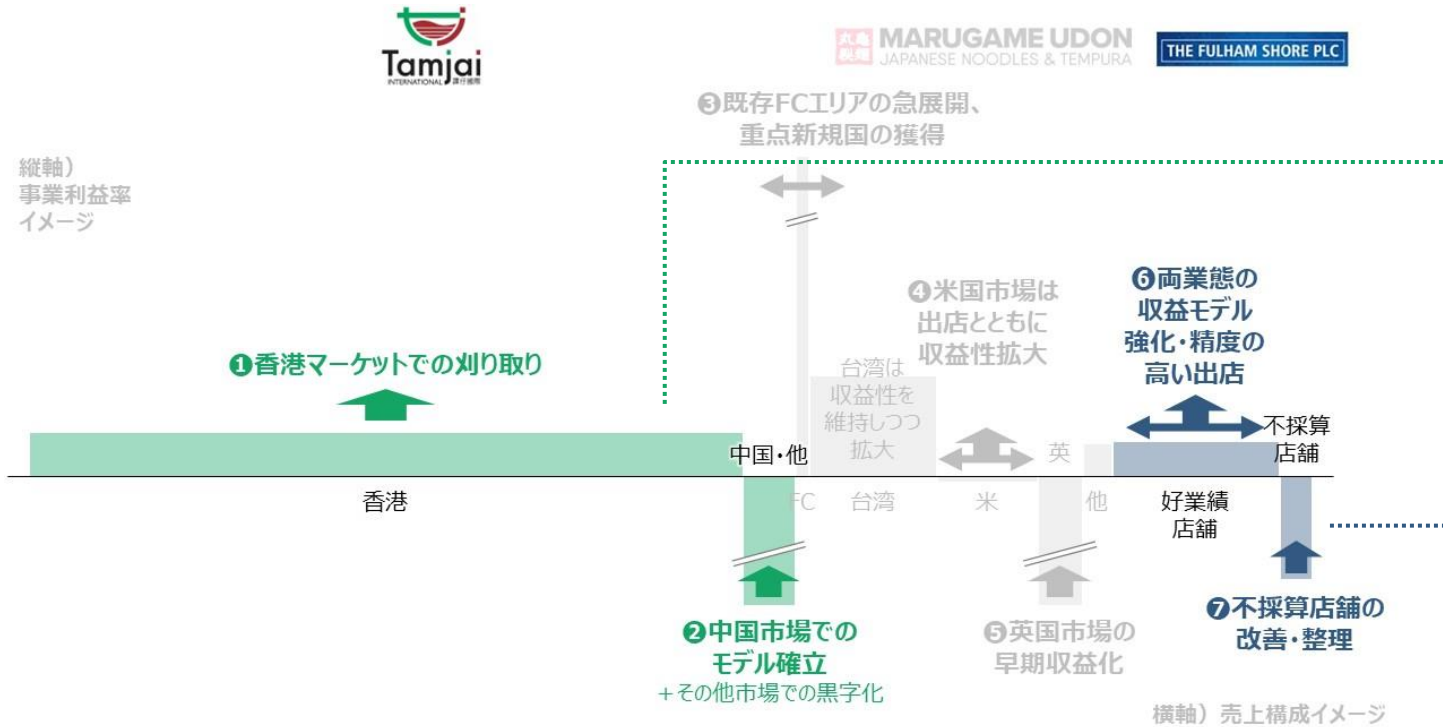 Tamjai
INTERNATIONAL 譚仔國際
丸亀
製麺
MARUGAME UDON
JAPANESE NOODLES & TEMPURA
THE FULHAM SHORE PLC
❸既存FCエリアの急展開、
重点新規国の獲得
縦軸）
事業利益率
イメージ
❹米国市場は
出店とともに
収益性拡大
❻両業態の
収益モデル
強化・精度の
高い出店
❶香港マーケットでの刈り取り
台湾は
収益性を
維持しつつ
拡大
中国・他
英
不採算
店舗
香港
FC
台湾
米
他
好業績
店舗
❷中国市場での
モデル確立
＋その他市場での黒字化
❺英国市場の
早期収益化
❼不採算店舗の
改善・整理
横軸）売上構成イメージ